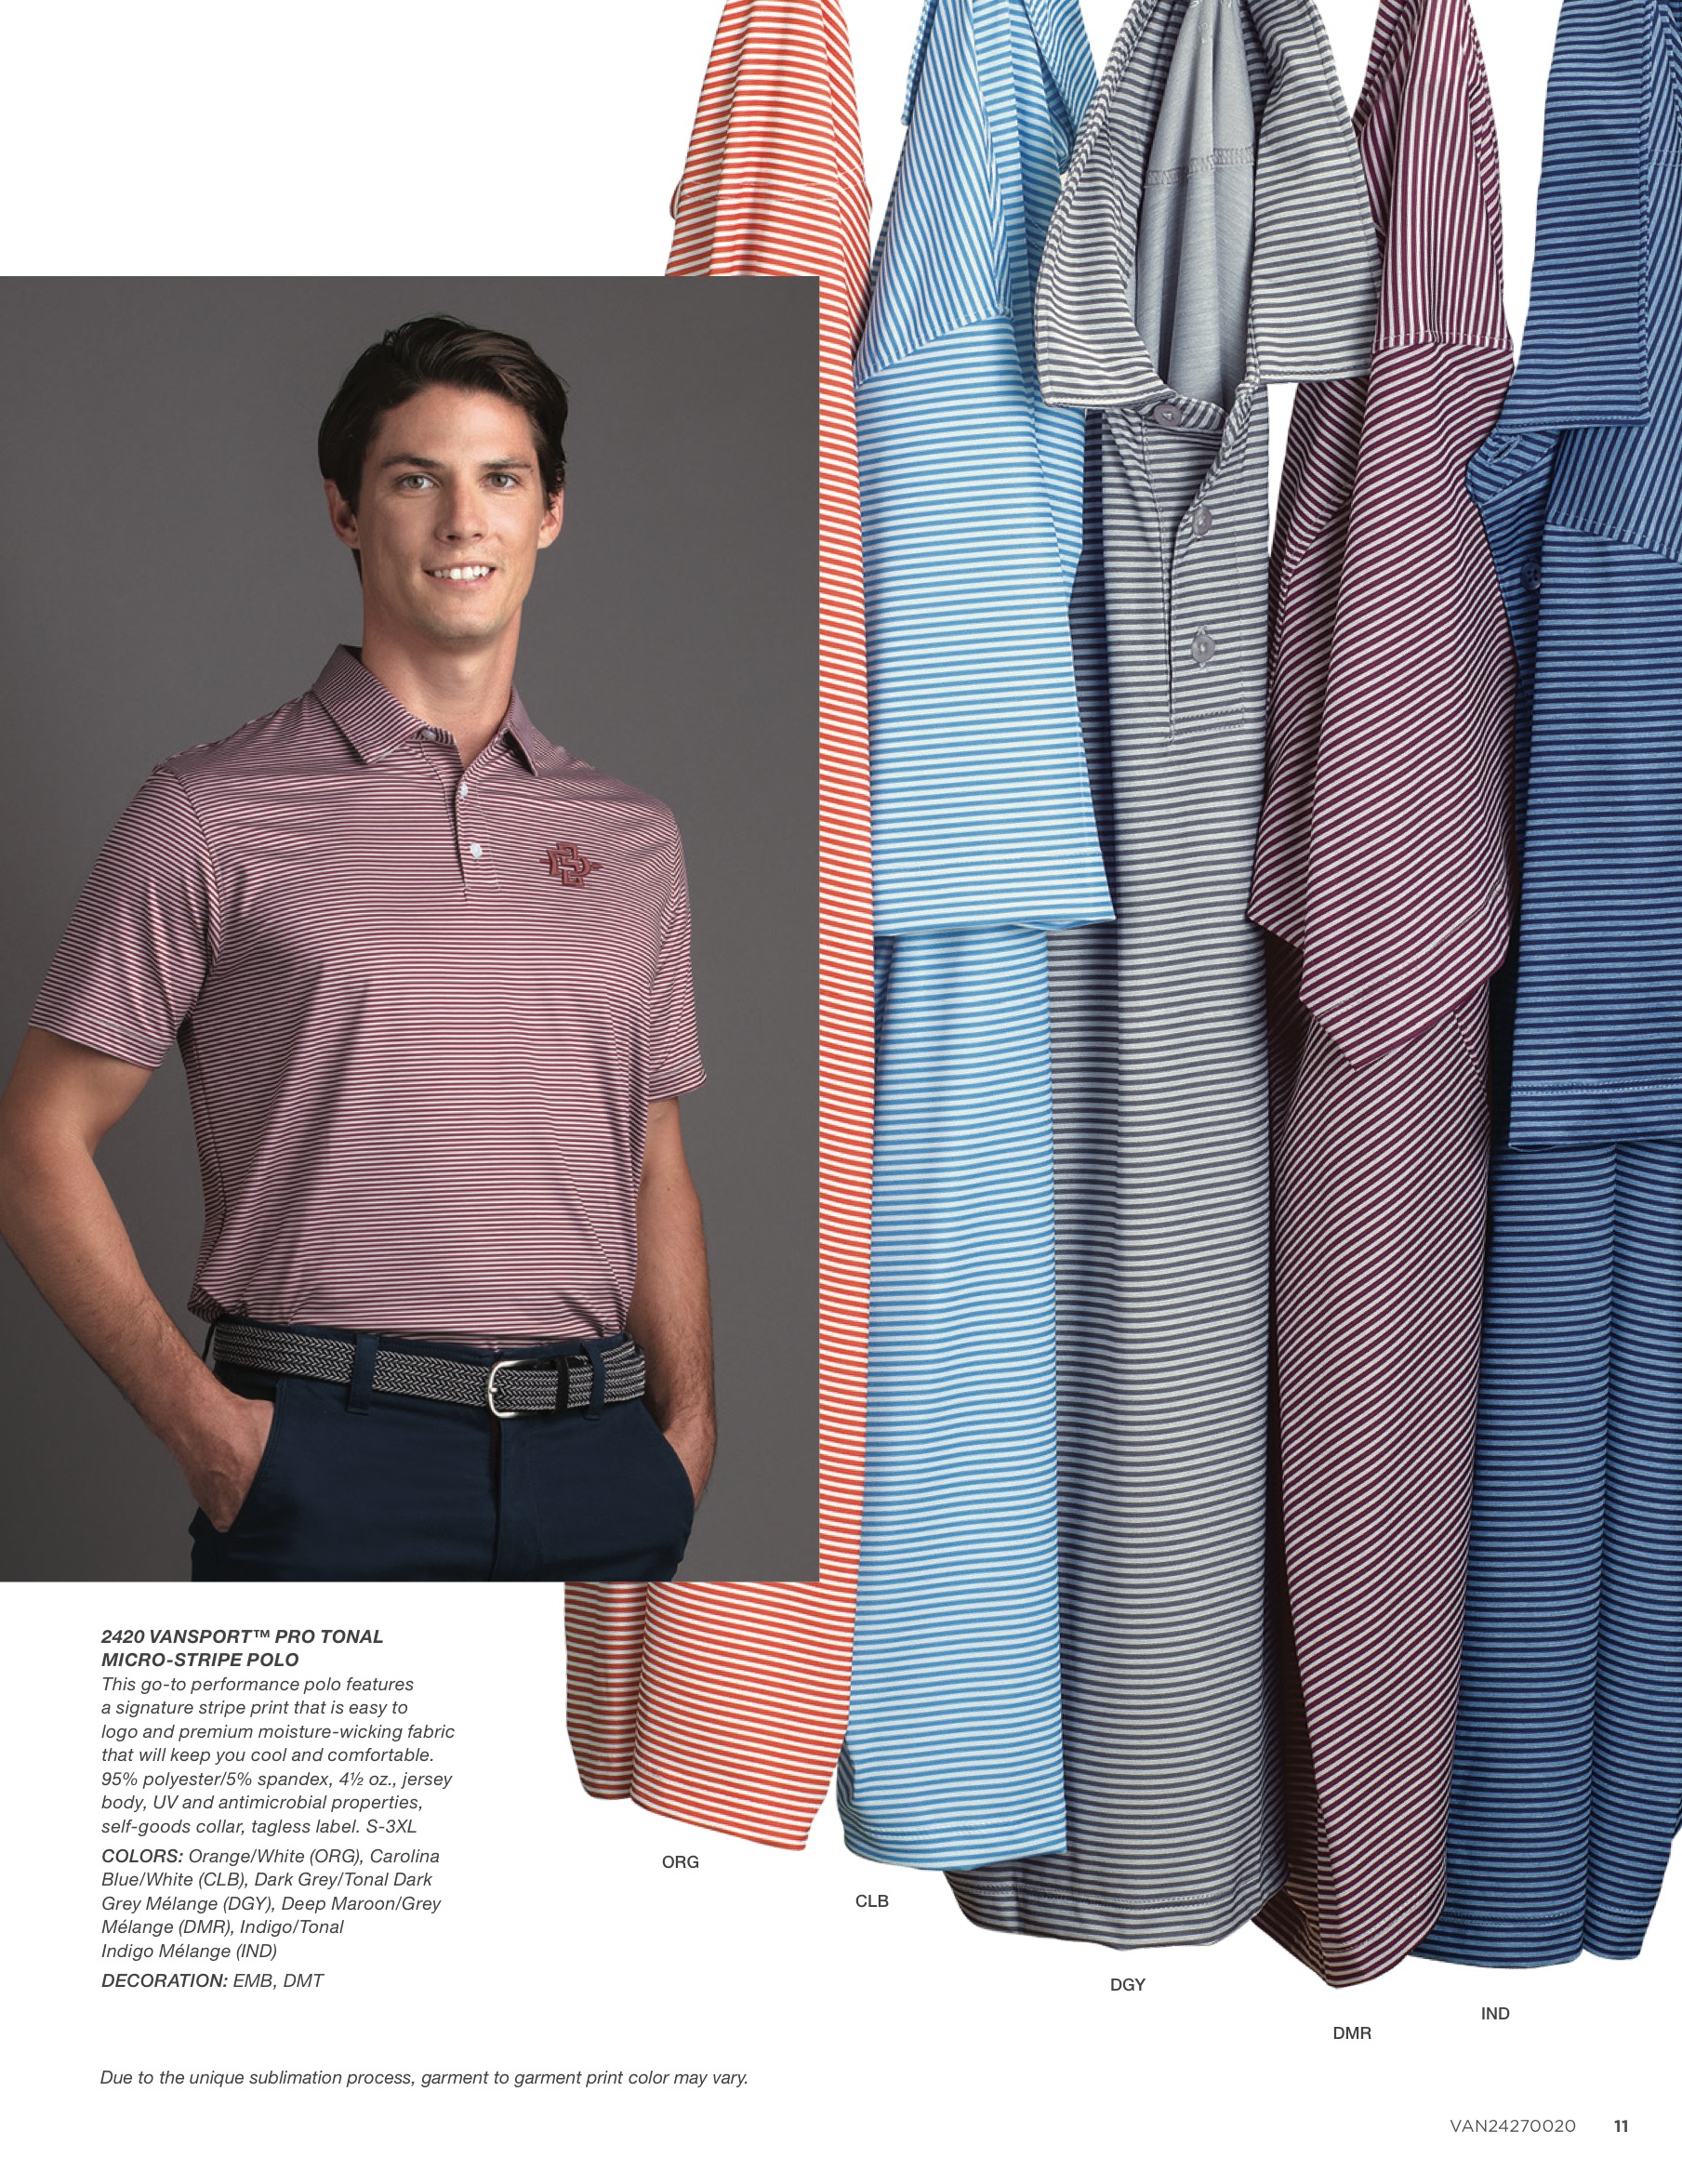 2420 VANSPORT™ PRO TONAL
MICRO-STRIPE POLO
This go-to performance polo features
a signature stripe print that is easy to
logo and premium moisture-wicking fabric
that will keep you cool and comfortable.
95% polyester/5% spandex, 4½ oz., jersey
body, UV and antimicrobial properties,
self-goods collar, tagless label. S-3XL
COLORS: Orange/White (ORG), Carolina
Blue/White (CLB), Dark Grey/Tonal Dark
Grey Mélange (DGY), Deep Maroon/Grey
Mélange (DMR), Indigo/Tonal
Indigo Mélange (IND)
DECORATION: EMB, DMT
ORG
CLB
DGY
DMR
IND
Due to the unique sublimation process, garment to garment print color may vary.
VAN24270020 11